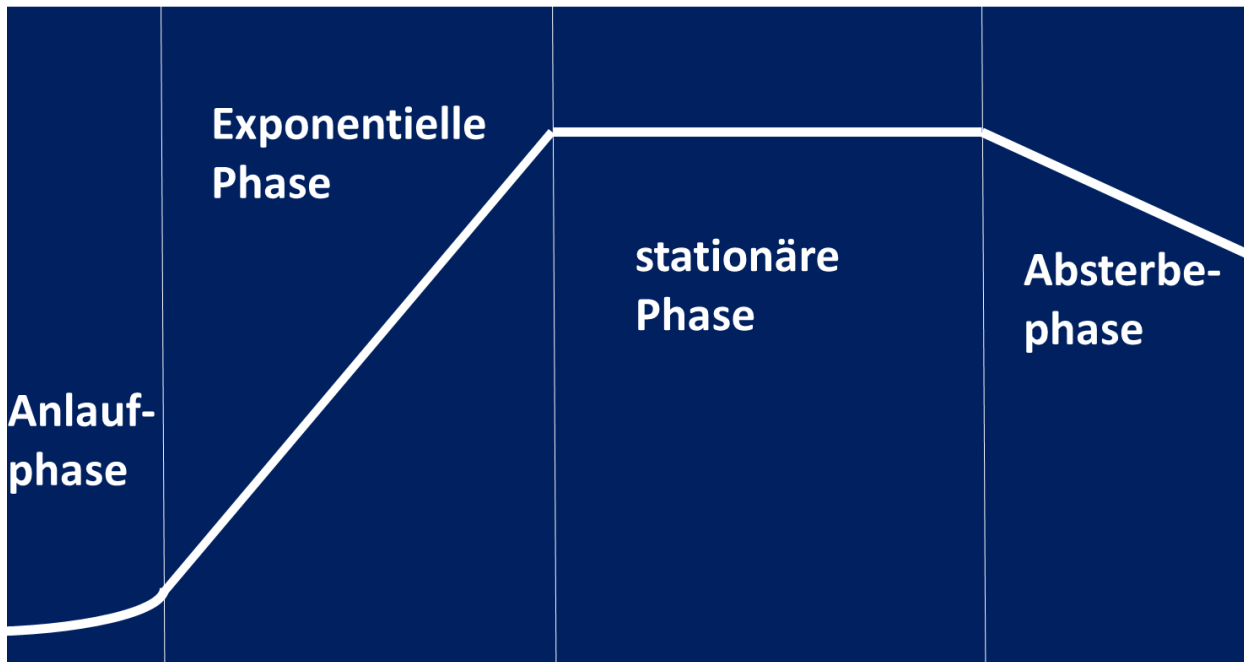 Anlauf-
phase
Exponentielle
Phase
stationäre
Phase
Absterbe-
phase